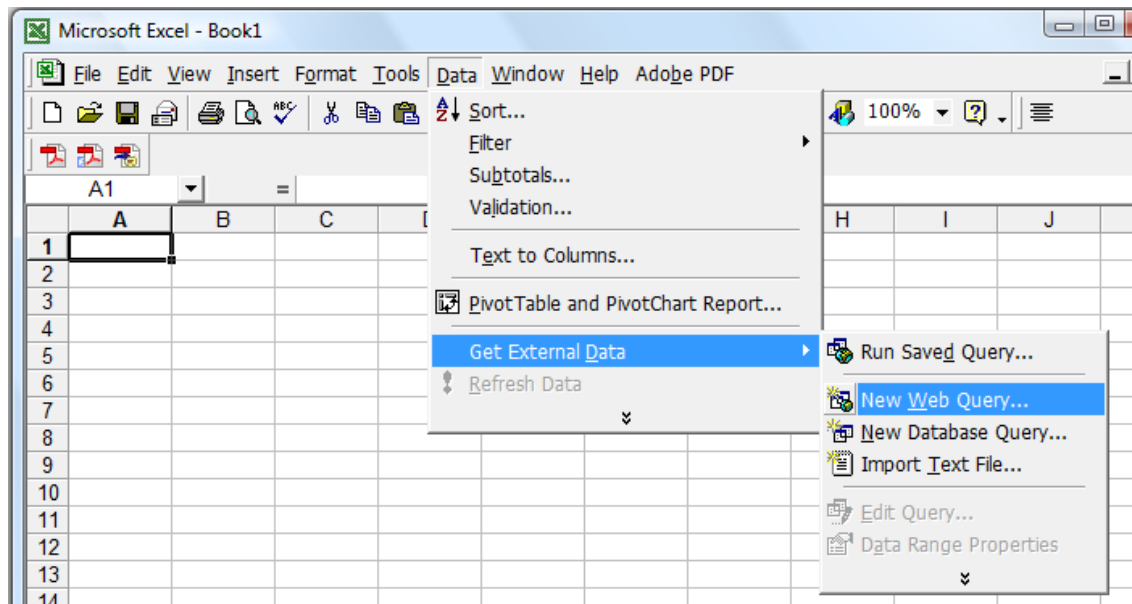 Microsoft Excel - Book1
File Edit View Insert Format Tools Data Window Help Adobe PDF
ABC
100%
A1 =
A B C H I J
Sort...
Filter
Subtotals...
Validation...
Text to Columns...
PivotTable and PivotChart Report...
Get External Data
Refresh Data
Run Saved Query...
New Web Query...
New Database Query...
Import Text File...
Edit Query...
Data Range Properties
1
2
3
4
5
6
7
8
9
10
11
12
13
14